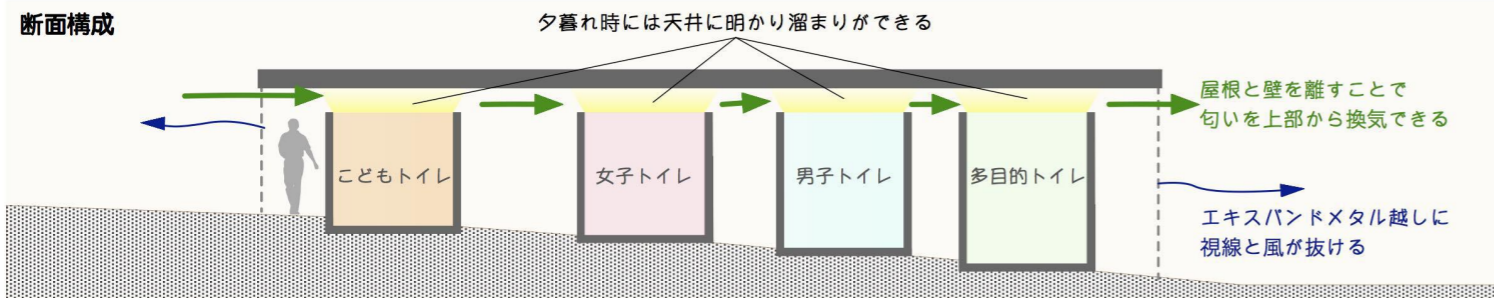 断面構成
夕暮れ時には天井に明かり溜まりができる
屋根と壁を離すことで
匂いを上部から換気できる
こどもトイレ
女子トイレ
男子トイレ
多目的トイレ
エキスパンドメタル越しに
視線と風が抜ける